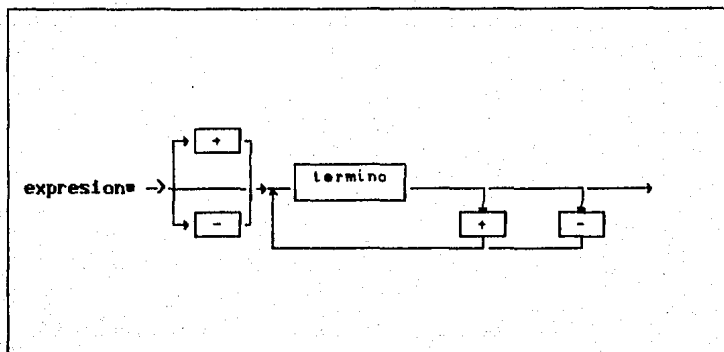 +
termino
expresion=
+ -
-